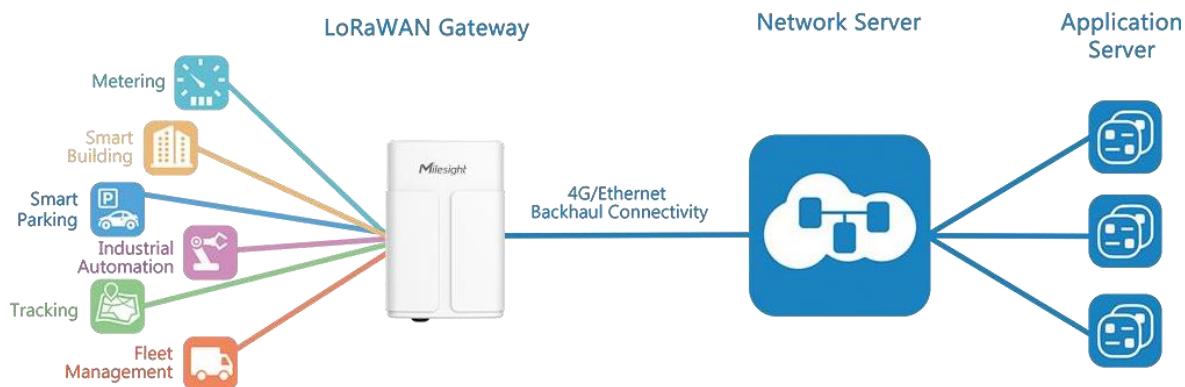 LoRaWAN Gateway
Network Server
Application
Server
Metering
Smart
Building
Smart
Parking
P
Industrial
Automation
Tracking
Fleet
Management
Milesight
4G/Ethernet
Backhaul Connectivity